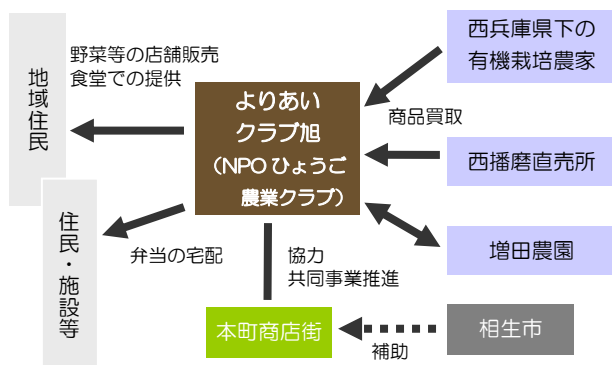 地域住民
野菜等の店舗販売
食堂での提供
よりあい
クラブ旭
（NPOひょうご
農業クラブ）
西兵庫県下の
有機栽培農家
商品買取
西播磨直売所
増田農園
住民・施設等
弁当の宅配
協力
共同事業推進
本町商店街
補助
相生市